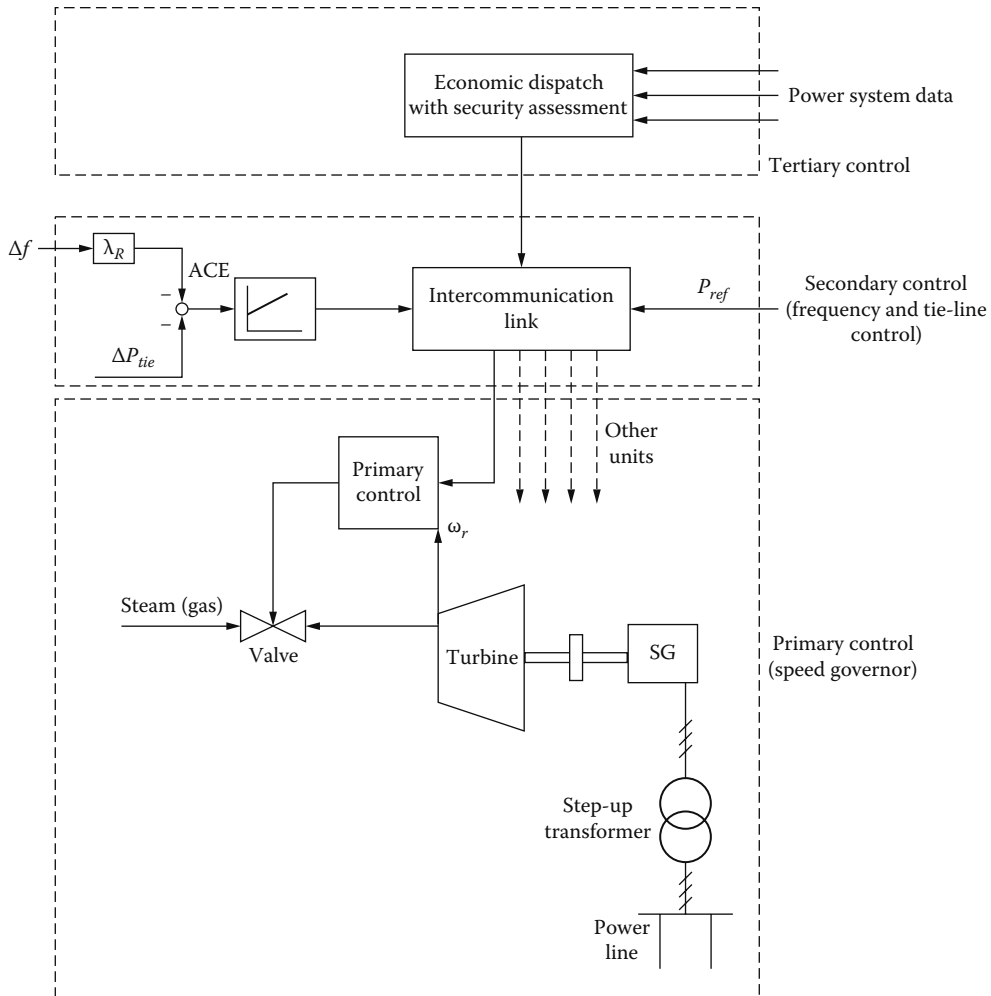 Economic dispatch
with security assessment
Power system data
Tertiary control
Δf
λR
ACE
−
−
ΔPtie
Intercommunication
link
Pref
Secondary control
(frequency and tie-line
control)
Other
units
Primary
control
ωr
Steam (gas)
Valve
Turbine
SG
Primary control
(speed governor)
Step-up
transformer
Power
line